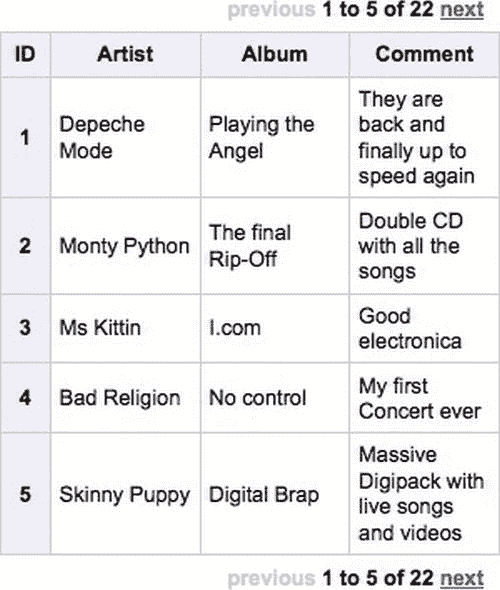 previous 1 to 5 of 22 next
ID Artist Album Comment
1 Depeche Mode Playing the Angel They are back and finally up to speed again
2 Monty Python The final Rip-Off Double CD with all the songs
3 Ms Kittin I.com Good electronica
4 Bad Religion No control My first Concert ever
5 Skinny Puppy Digital Brap Massive Digipack with live songs and videos
previous 1 to 5 of 22 next